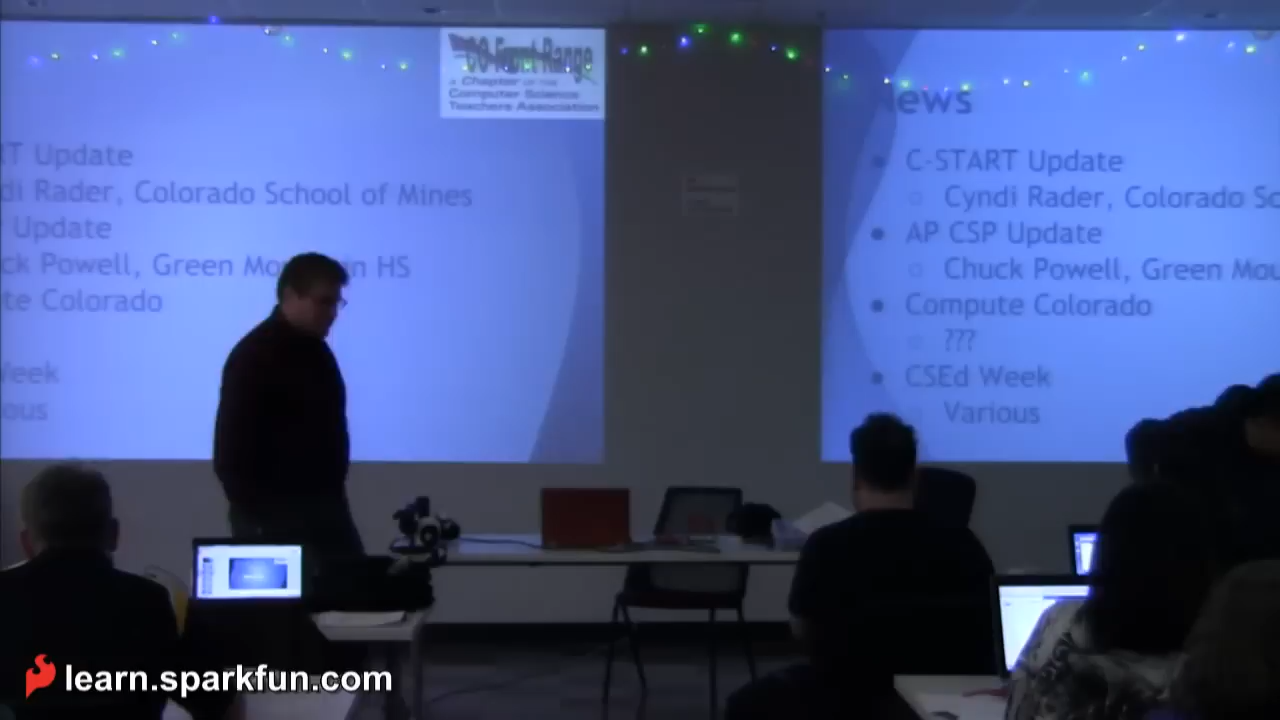 CO Front Range
a Chapter of the
Computer Science
Teachers Association
RT Update
di Rader, Colorado School of Mines
Update
ck Powell, Green Mo n HS
te Colorado
Week
ous
News
C-START Update
Cyndi Rader, Colorado Sc
AP CSP Update
Chuck Powell, Green Mou
Compute Colorado
???
CSEd Week
Various
learn.sparkfun.com